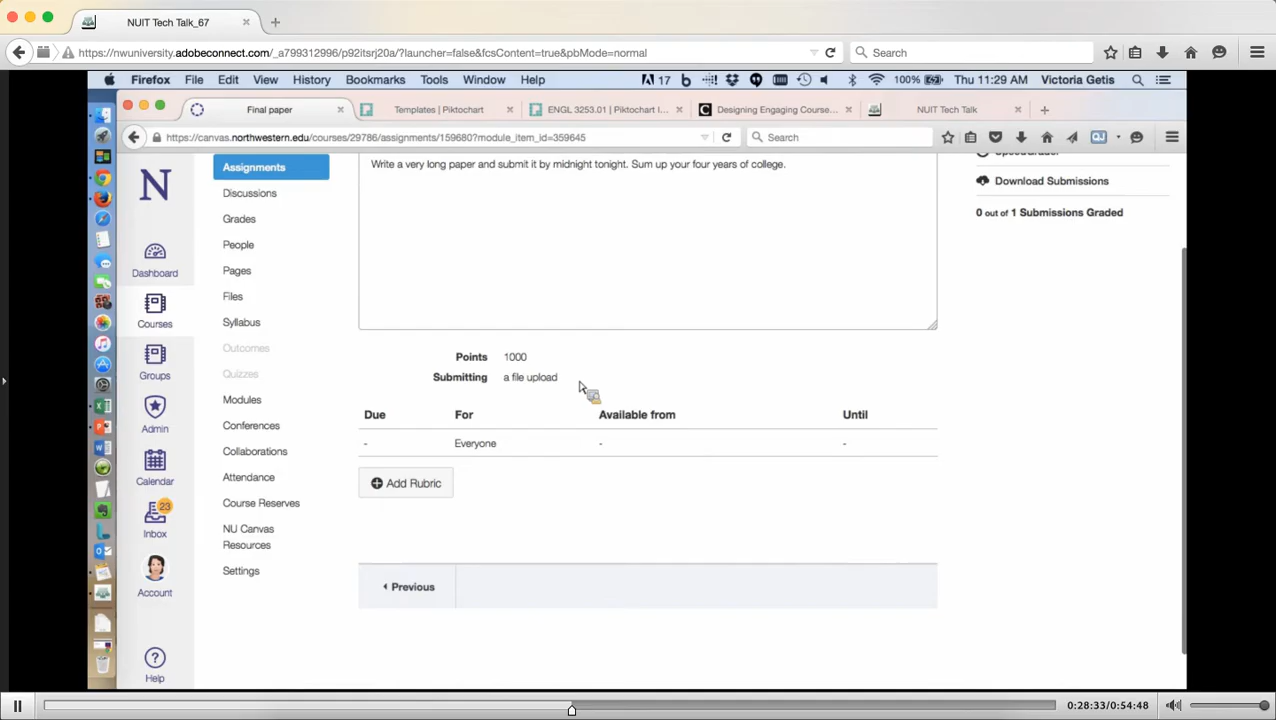 NUIT Tech Talk_67
https://nwuniversity.adobeconnect.com/_a799312996/p92itsrj20a/?launcher=false&fcsContent=true&pbMode=normal
Search
Firefox File Edit View History Bookmarks Tools Window Help
17
100%
Thu 11:29 AM Victoria Getis
Final paper
Templates | Piktochart
ENGL 3253.01 | Piktochart I...
Designing Engaging Course...
NUIT Tech Talk
https://canvas.northwestern.edu/courses/29786/assignments/159680?module_item_id=359645
Search
N
Dashboard
Courses
Groups
Admin
Calendar
23
Inbox
Account
Help
Assignments
Discussions
Grades
People
Pages
Files
Syllabus
Outcomes
Quizzes
Modules
Conferences
Collaborations
Attendance
Course Reserves
NU Canvas
Resources
Settings
Write a very long paper and submit it by midnight tonight. Sum up your four years of college.
Points 1000
Submitting a file upload
Due For Available from Until
- Everyone - -
Add Rubric
Previous
Download Submissions
0 out of 1 Submissions Graded
0:28:33/0:54:48